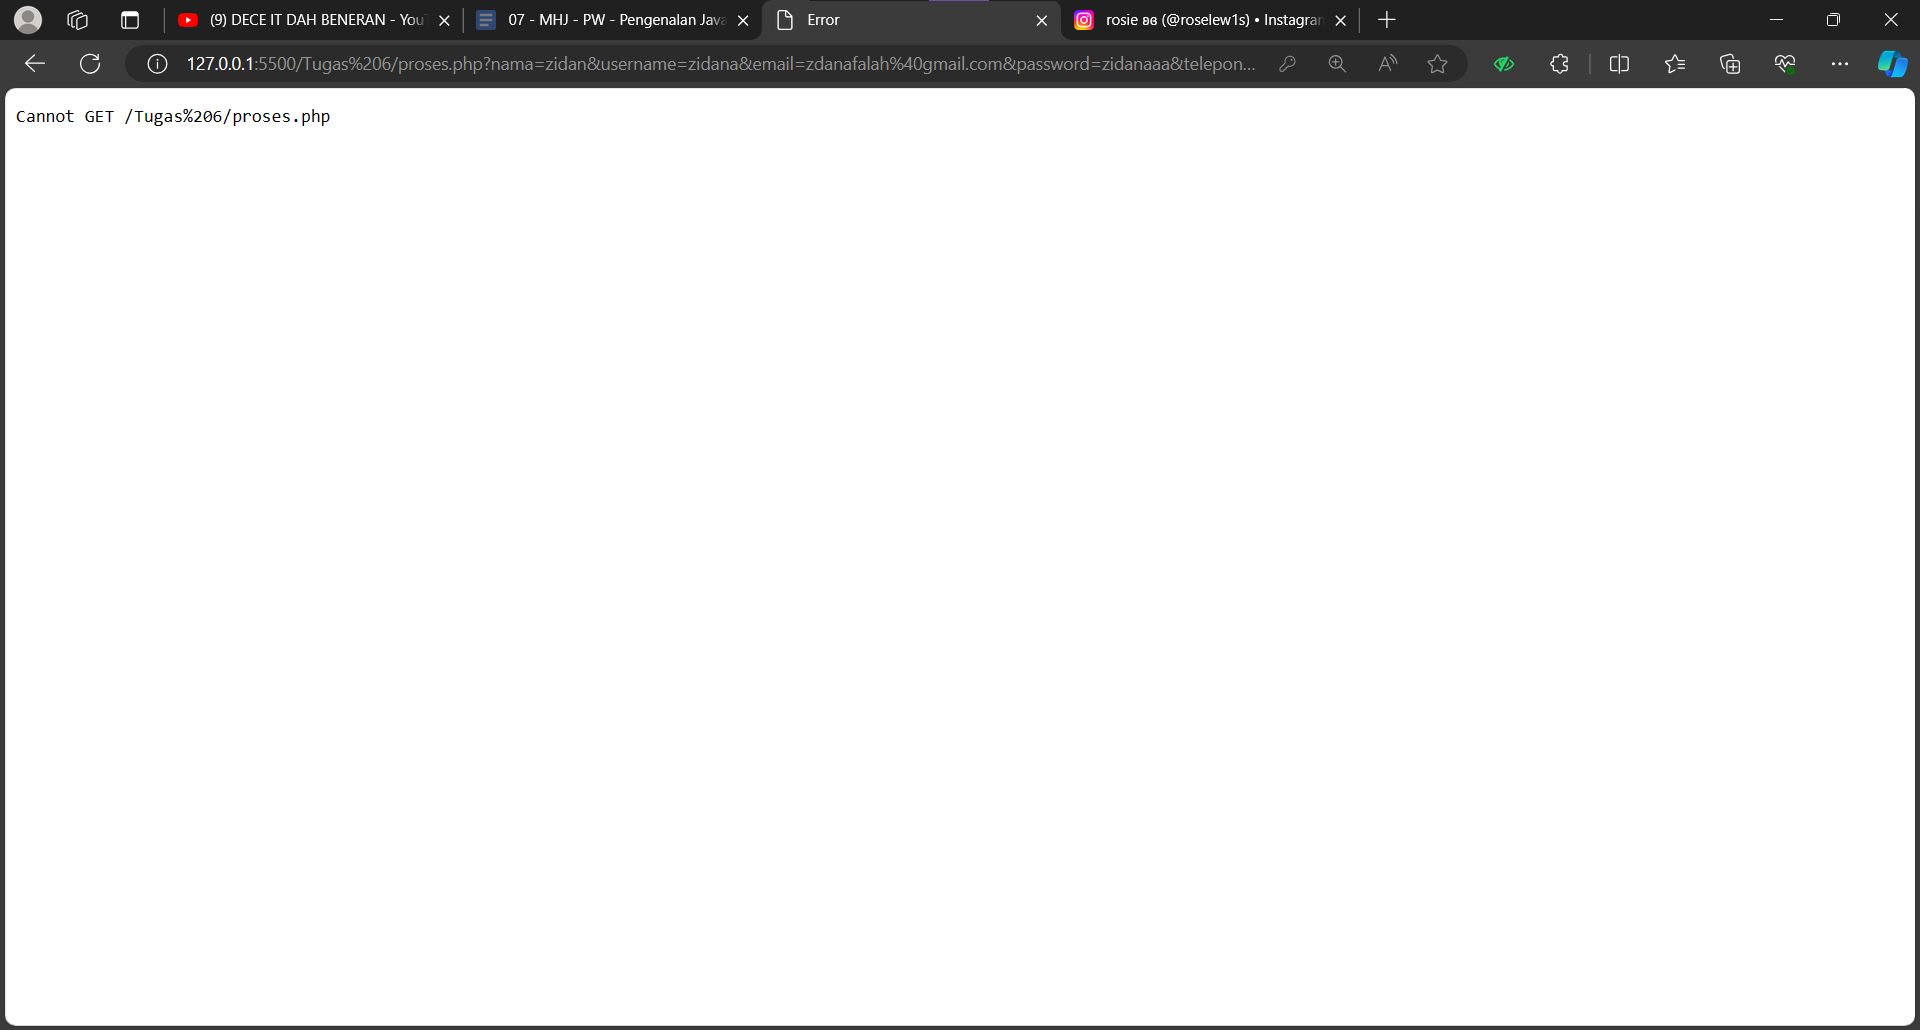 (9) DECE IT DAH BENERAN - You
07 - MHJ - PW - Pengenalan Java
Error
rosie ʚɞ (@roselew1s) • Instagram
127.0.0.1:5500/Tugas%206/proses.php?nama=zidan&username=zidana&email=zdanafalah%40gmail.com&password=zidanaaa&telepon...
Cannot GET /Tugas%206/proses.php